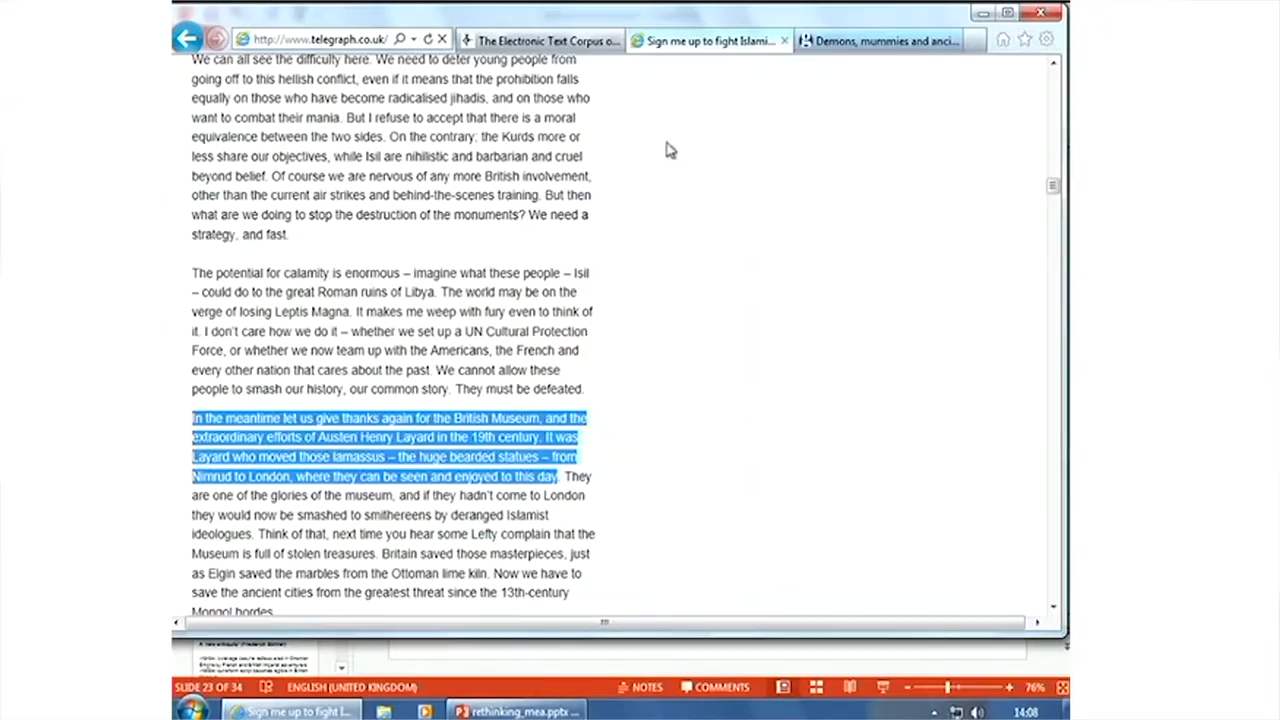 http://www.telegraph.co.uk/
The Electronic Text Corpus o...
Sign me up to fight Islami...
Demons, mummies and anci...
We can all see the difficulty here. We need to deter young people from
going off to this hellish conflict, even if it means that the prohibition falls
equally on those who have become radicalised jihadis, and on those who
want to combat their mania. But I refuse to accept that there is a moral
equivalence between the two sides. On the contrary: the Kurds more or
less share our objectives, while Isil are nihilistic and barbarian and cruel
beyond belief. Of course we are nervous of any more British involvement,
other than the current air strikes and behind-the-scenes training. But then
what are we doing to stop the destruction of the monuments? We need a
strategy, and fast.
The potential for calamity is enormous – imagine what these people – Isil
– could do to the great Roman ruins of Libya. The world may be on the
verge of losing Leptis Magna. It makes me weep with fury even to think of
it. I don't care how we do it – whether we set up a UN Cultural Protection
Force, or whether we now team up with the Americans, the French and
every other nation that cares about the past. We cannot allow these
people to smash our history, our common story. They must be defeated.
In the meantime let us give thanks again for the British Museum, and the
extraordinary efforts of Austen Henry Layard in the 19th century. It was
Layard who moved those lamassus – the huge bearded statues – from
Nimrud to London, where they can be seen and enjoyed to this day. They
are one of the glories of the museum, and if they hadn't come to London
they would now be smashed to smithereens by deranged Islamist
ideologues. Think of that, next time you hear some Lefty complain that the
Museum is full of stolen treasures. Britain saved those masterpieces, just
as Elgin saved the marbles from the Ottoman lime kiln. Now we have to
save the ancient cities from the greatest threat since the 13th-century
Mongol hordes.
SLIDE 23 OF 34
ENGLISH (UNITED KINGDOM)
NOTES
COMMENTS
76%
Sign me up to fight I...
rethinking_mea.pptx ...
14:08